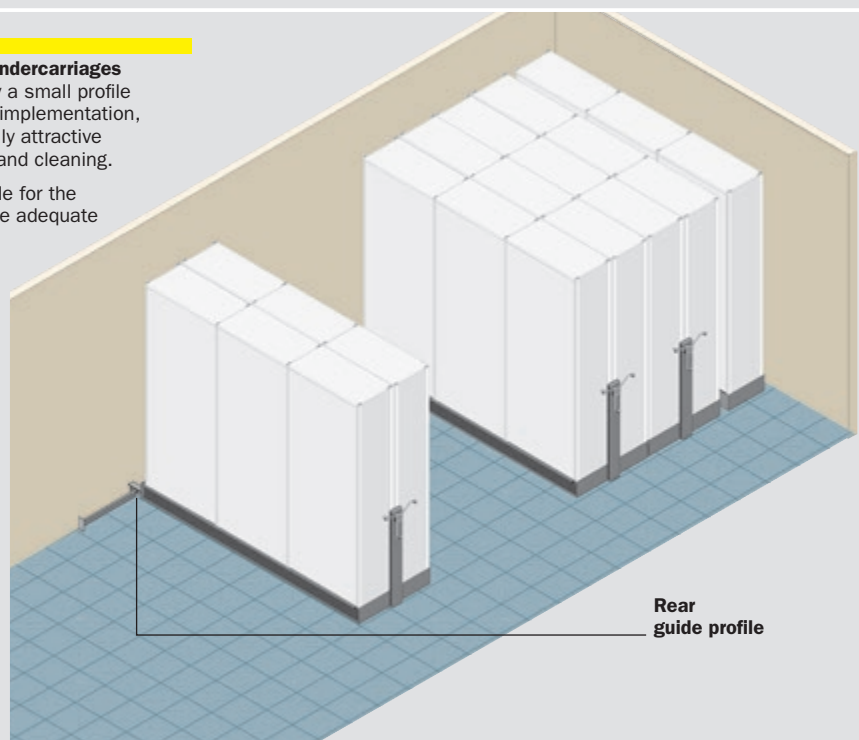 ndercarriages
a small profile
implementation,
ly attractive
and cleaning.
le for the
e adequate
Rear
guide profile